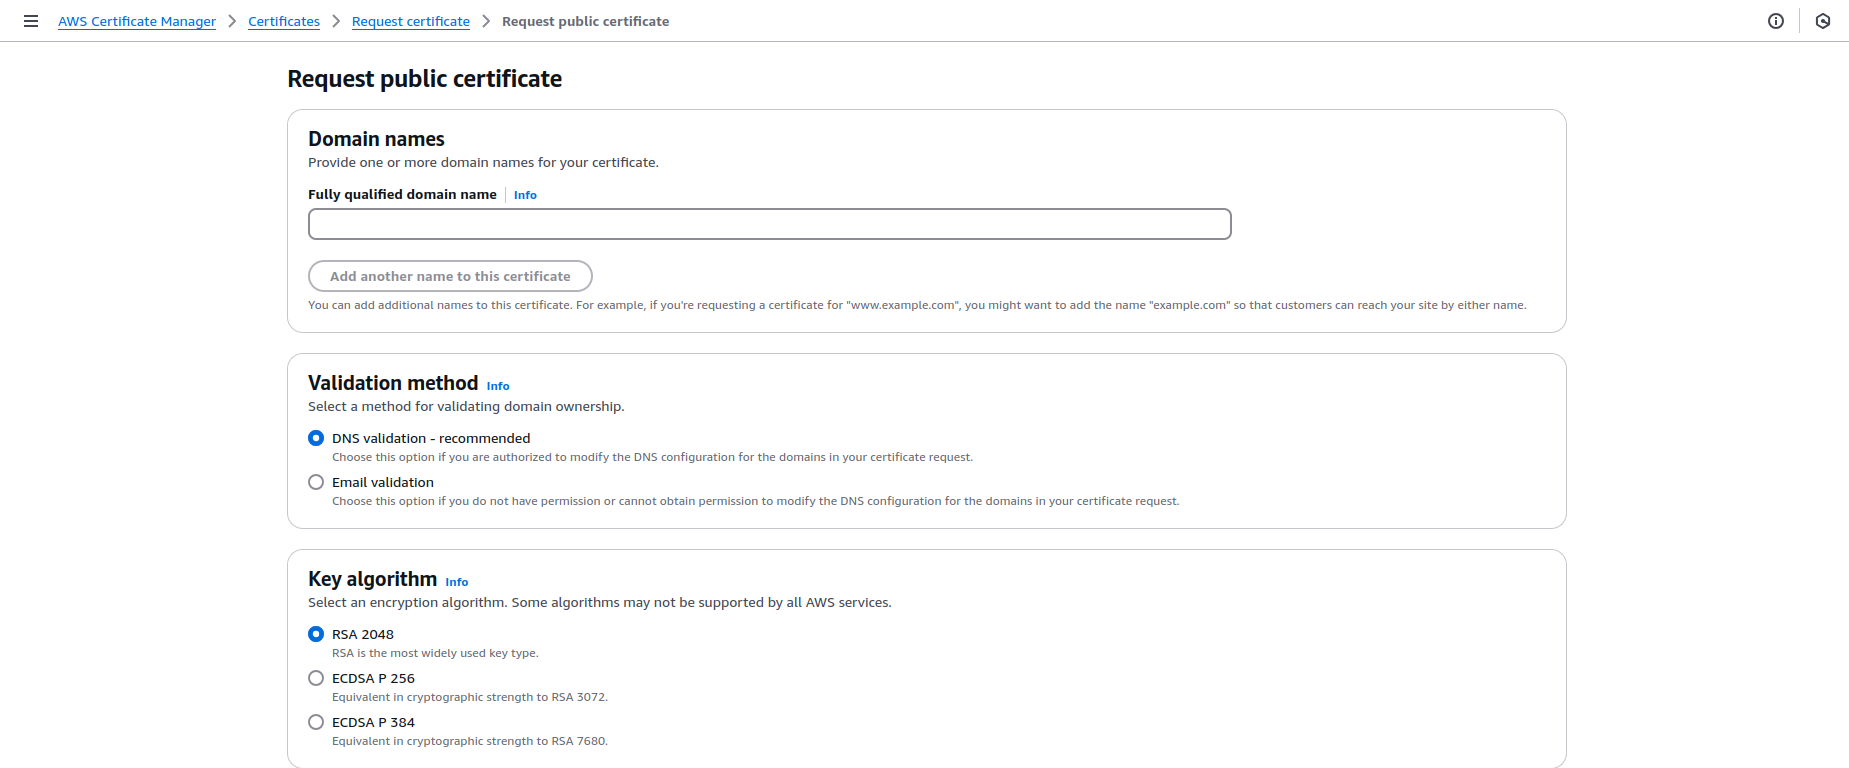 AWS Certificate Manager > Certificates > Request certificate > Request public certificate
Request public certificate
Domain names
Provide one or more domain names for your certificate.
Fully qualified domain name | Info
Add another name to this certificate
You can add additional names to this certificate. For example, if you're requesting a certificate for "www.example.com", you might want to add the name "example.com" so that customers can reach your site by either name.
Validation method Info
Select a method for validating domain ownership.
DNS validation - recommended
Choose this option if you are authorized to modify the DNS configuration for the domains in your certificate request.
Email validation
Choose this option if you do not have permission or cannot obtain permission to modify the DNS configuration for the domains in your certificate request.
Key algorithm Info
Select an encryption algorithm. Some algorithms may not be supported by all AWS services.
RSA 2048
RSA is the most widely used key type.
ECDSA P 256
Equivalent in cryptographic strength to RSA 3072.
ECDSA P 384
Equivalent in cryptographic strength to RSA 7680.